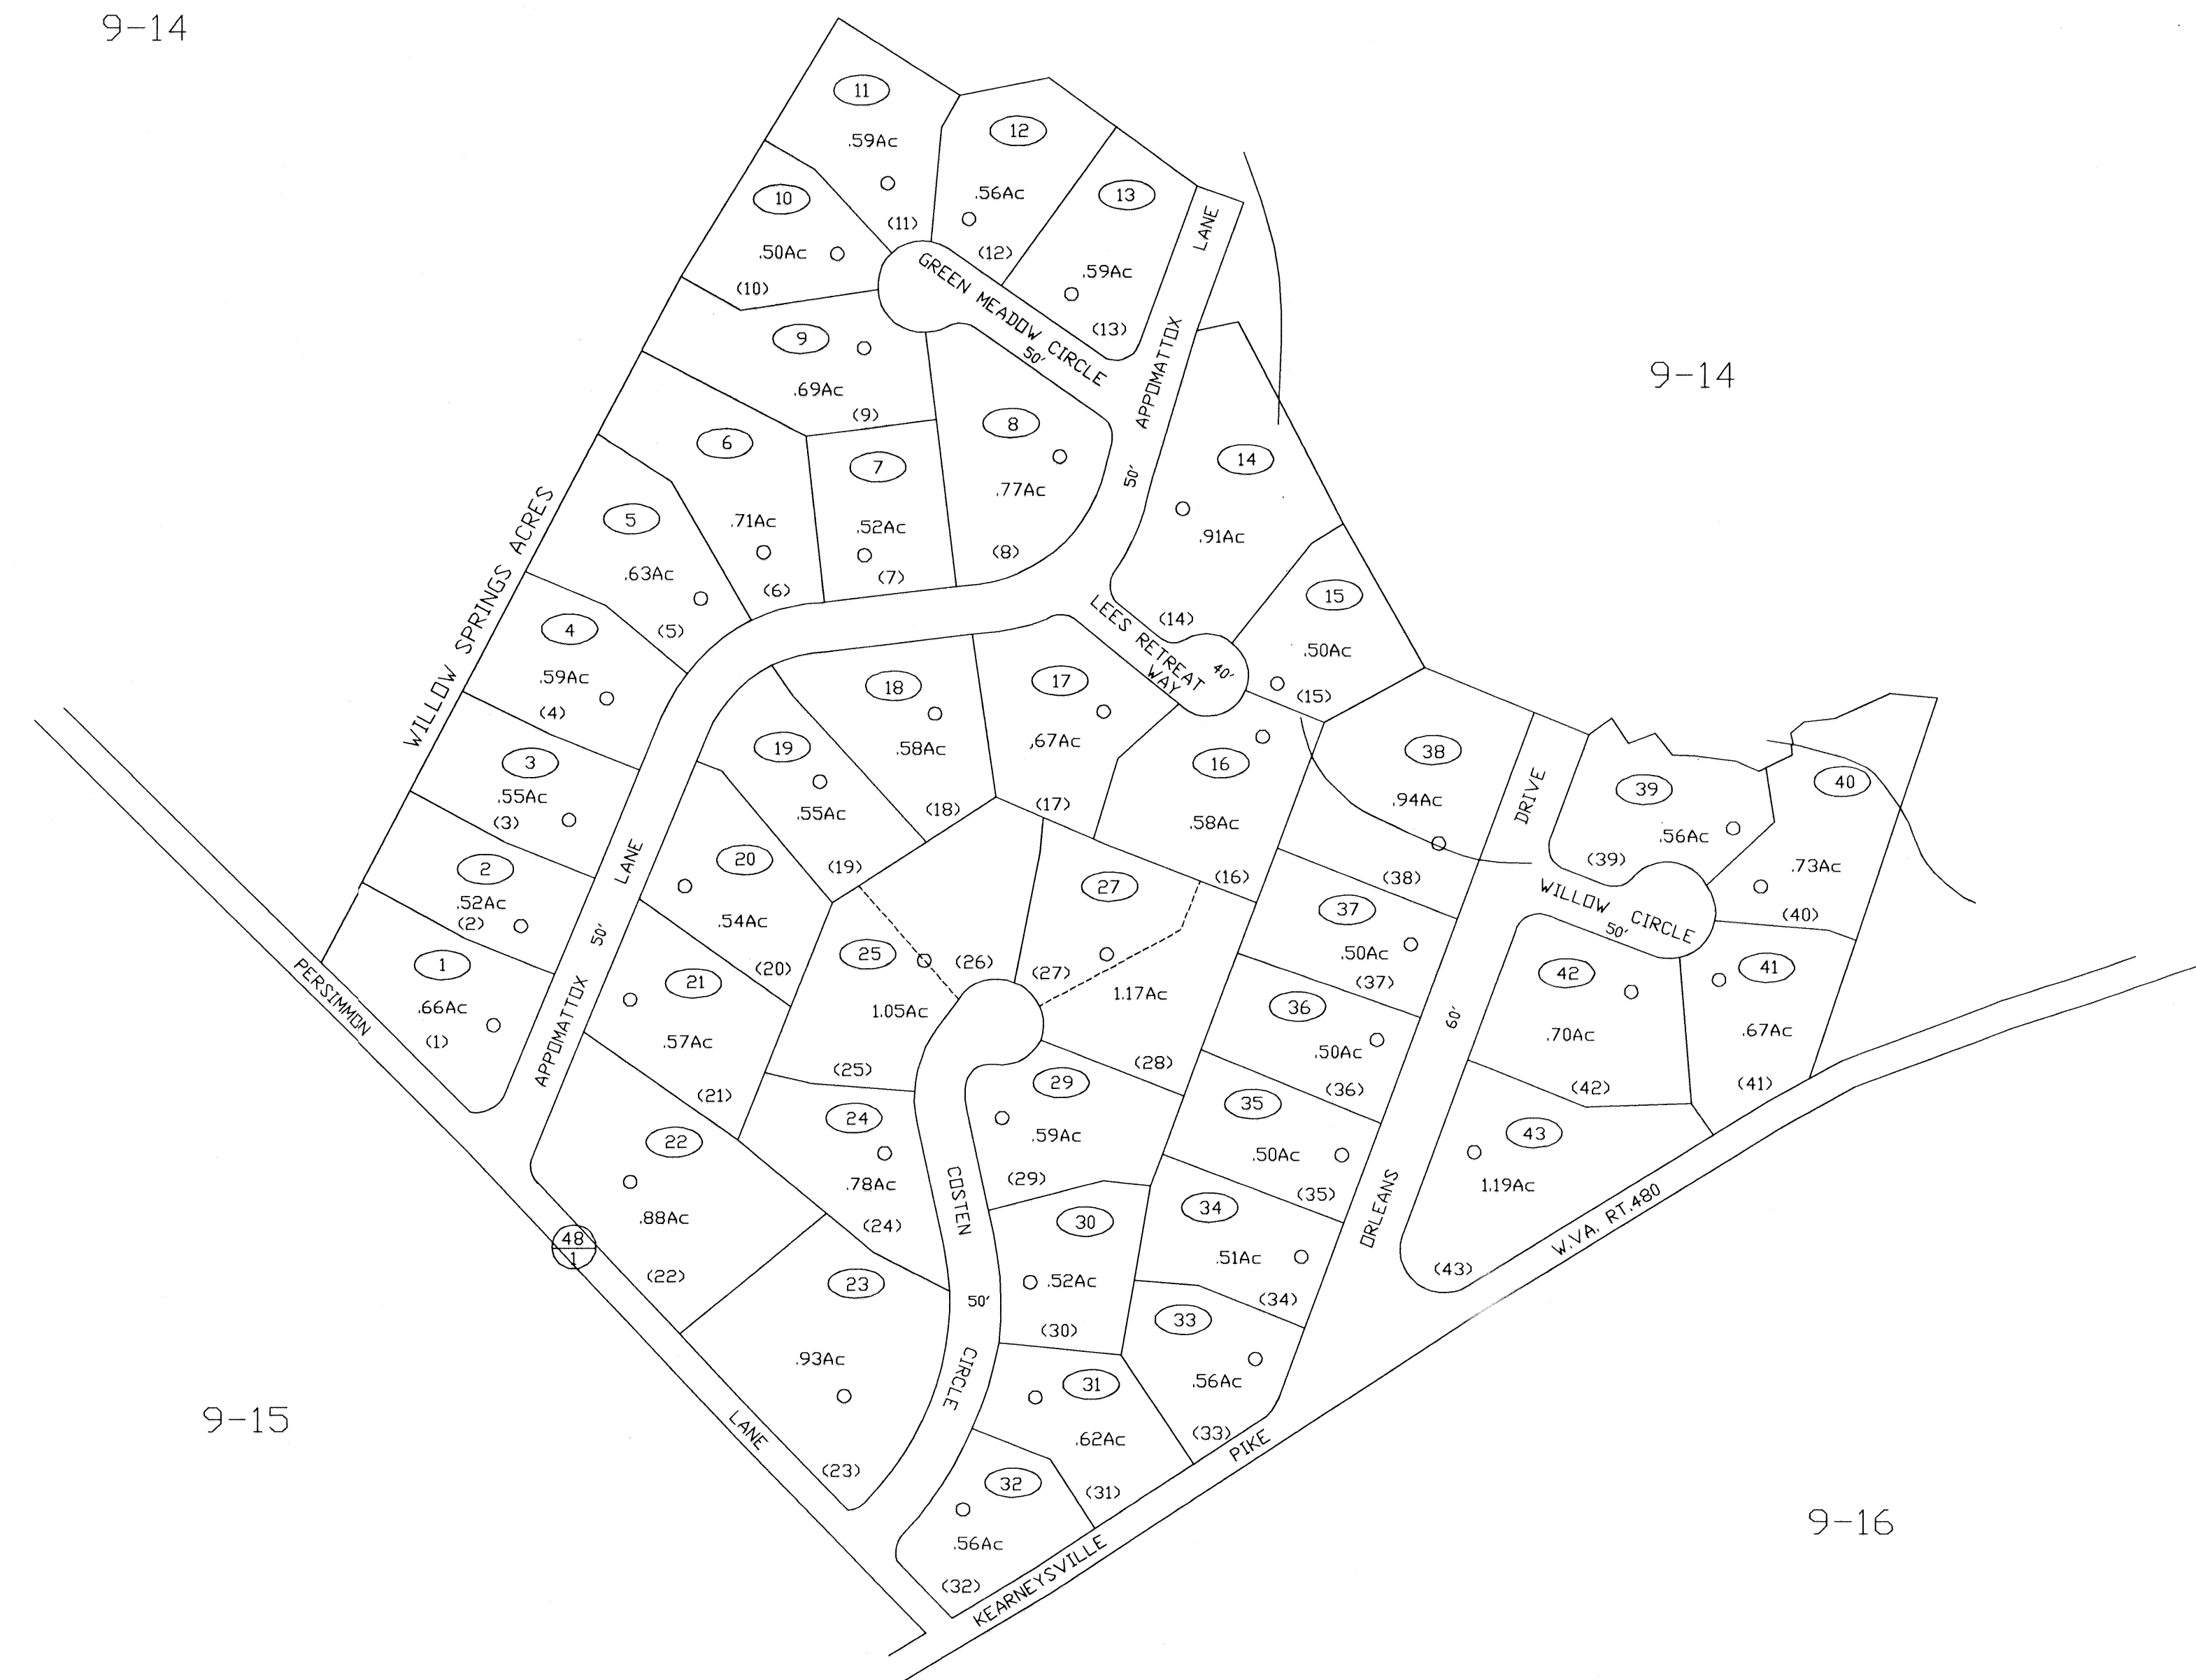 9-14
11
.59Ac
(11)
12
.56Ac
(12)
13
.59Ac
(13)
10
.50Ac
(10)
GREEN MEADOW CIRCLE
50'
LANE
APPOMATTOX
50'
9-14
9
.69Ac
(9)
8
.77Ac
(8)
6
.71Ac
(6)
7
.52Ac
(7)
14
.91Ac
(14)
5
.63Ac
(5)
WILLOW SPRINGS ACRES
4
.59Ac
(4)
15
.50Ac
(15)
LEES RETREAT
WAY
40'
3
.55Ac
(3)
2
.52Ac
(2)
1
.66Ac
(1)
PERSIMMON
LANE
APPOMATTOX
50'
LANE
17
,67Ac
(17)
18
.58Ac
(18)
19
.55Ac
(19)
16
.58Ac
(16)
20
.54Ac
(20)
21
.57Ac
(21)
22
.88Ac
(22)
48
1
23
.93Ac
(23)
24
.78Ac
(24)
25
1.05Ac
(25)
(26)
27
(27)
1.17Ac
(28)
29
.59Ac
(29)
30
.52Ac
(30)
31
.62Ac
(31)
32
.56Ac
(32)
COSTEN
50'
CIRCLE
33
.56Ac
(33)
34
.51Ac
(34)
35
.50Ac
(35)
36
.50Ac
(36)
37
.50Ac
(37)
38
.94Ac
(38)
ORLEANS
60'
DRIVE
39
.56Ac
(39)
40
.73Ac
(40)
WILLOW CIRCLE
50'
41
.67Ac
(41)
42
.70Ac
(42)
43
1.19Ac
(43)
KEARNEYSVILLE
PIKE
W.VA. RT.480
9-15
9-16